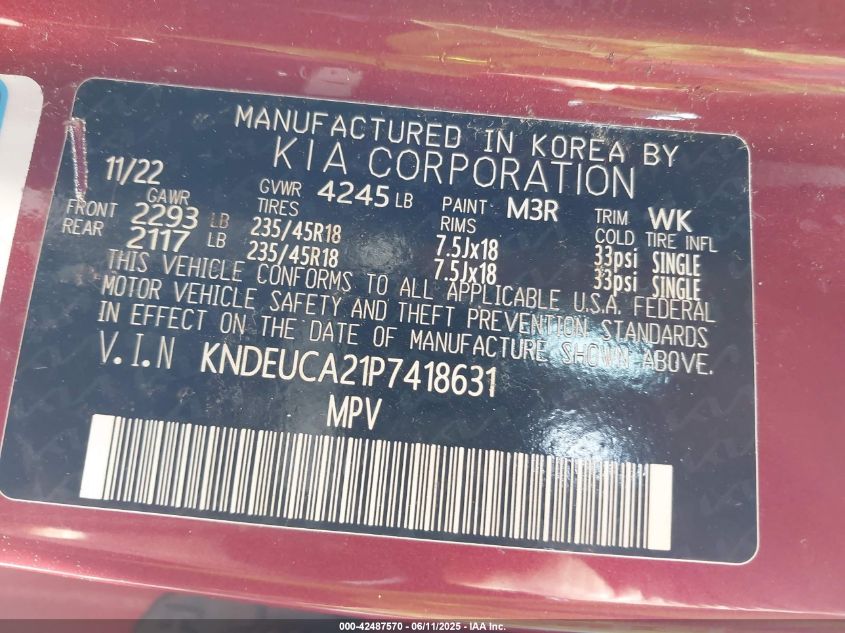 MANUFACTURED IN KOREA BY
KIA CORPORATION
11/22
GAWR
GVWR 4245 LB
PAINT M3R
TRIM WK
FRONT 2293 LB
TIRES
RIMS
COLD TIRE INFL
235/45R18
7.5Jx18
33psi SINGLE
REAR 2117 LB
235/45R18
7.5Jx18
33psi SINGLE
THIS VEHICLE CONFORMS TO ALL APPLICABLE U.S.A. FEDERAL
MOTOR VEHICLE SAFETY AND THEFT PREVENTION STANDARDS
IN EFFECT ON THE DATE OF MANUFACTURE SHOWN ABOVE.
V.I.N KNDEUCA21P7418631
MPV
000-42487570 - 06/11/2025 - IAA Inc.